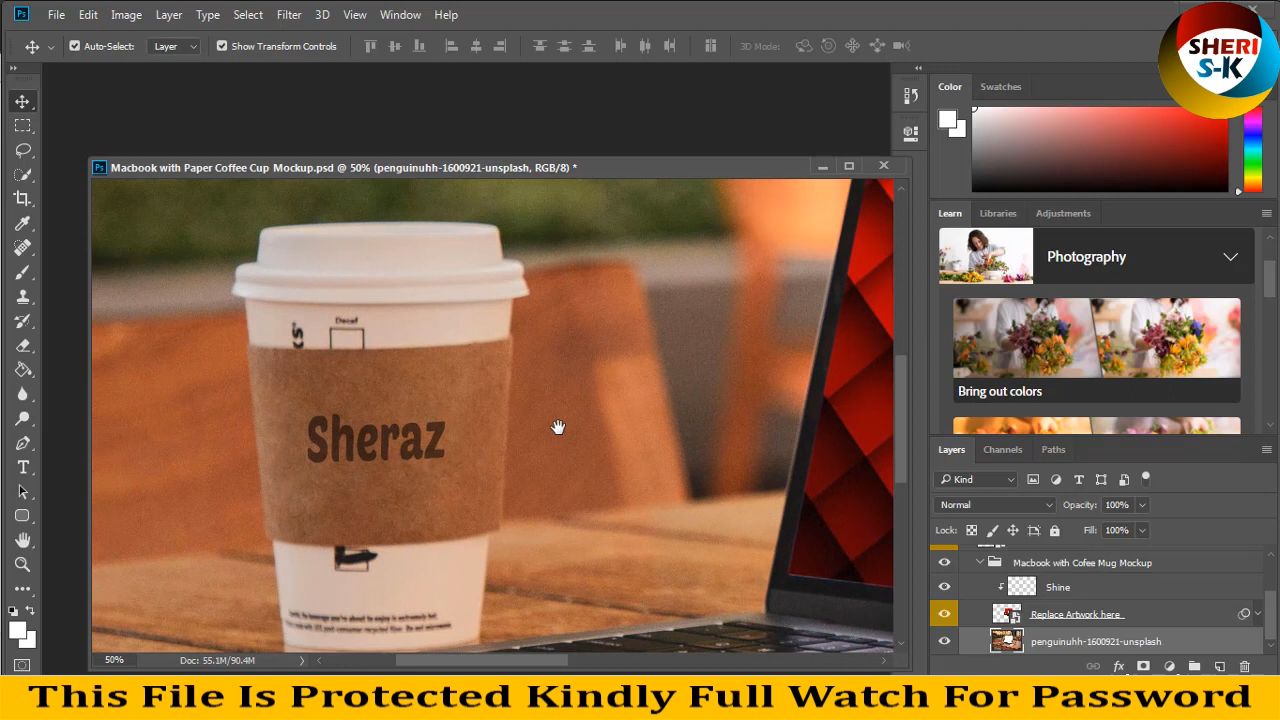 File Edit Image Layer Type Select Filter 3D View Window Help
Auto-Select: Layer Show Transform Controls 3D Mode:
SHERI
S-K
Color Swatches
Macbook with Paper Coffee Cup Mockup.psd @ 50% (penguinuhh-1600921-unsplash, RGB/8) *
Learn Libraries Adjustments
Photography
Decaf
Bring out colors
Sheraz
Layers Channels Paths
Kind
Normal Opacity: 100%
Lock: Fill: 100%
Macbook with Cofee Mug Mockup
Shine
Replace Artwork here
penguinuhh-1600921-unsplash
50% Doc: 55.1M/90.4M
This File Is Protected Kindly Full Watch For Password